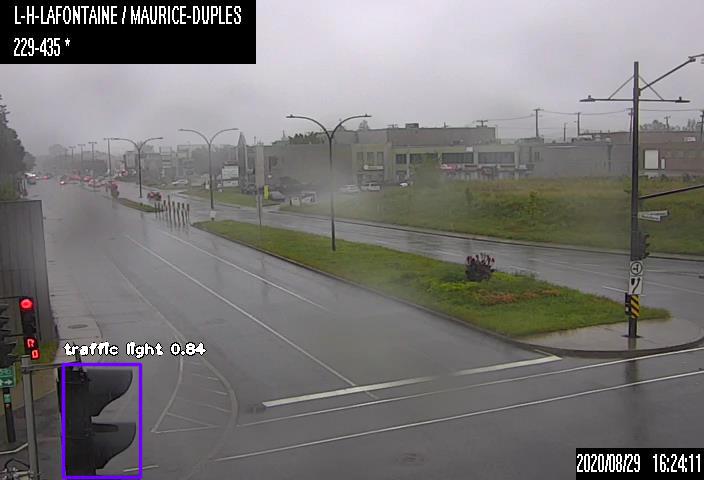 L-H-LAFONTAINE / MAURICE-DUPLES
229-435 *
traffic light 0.84
2020/08/29 16:24:11